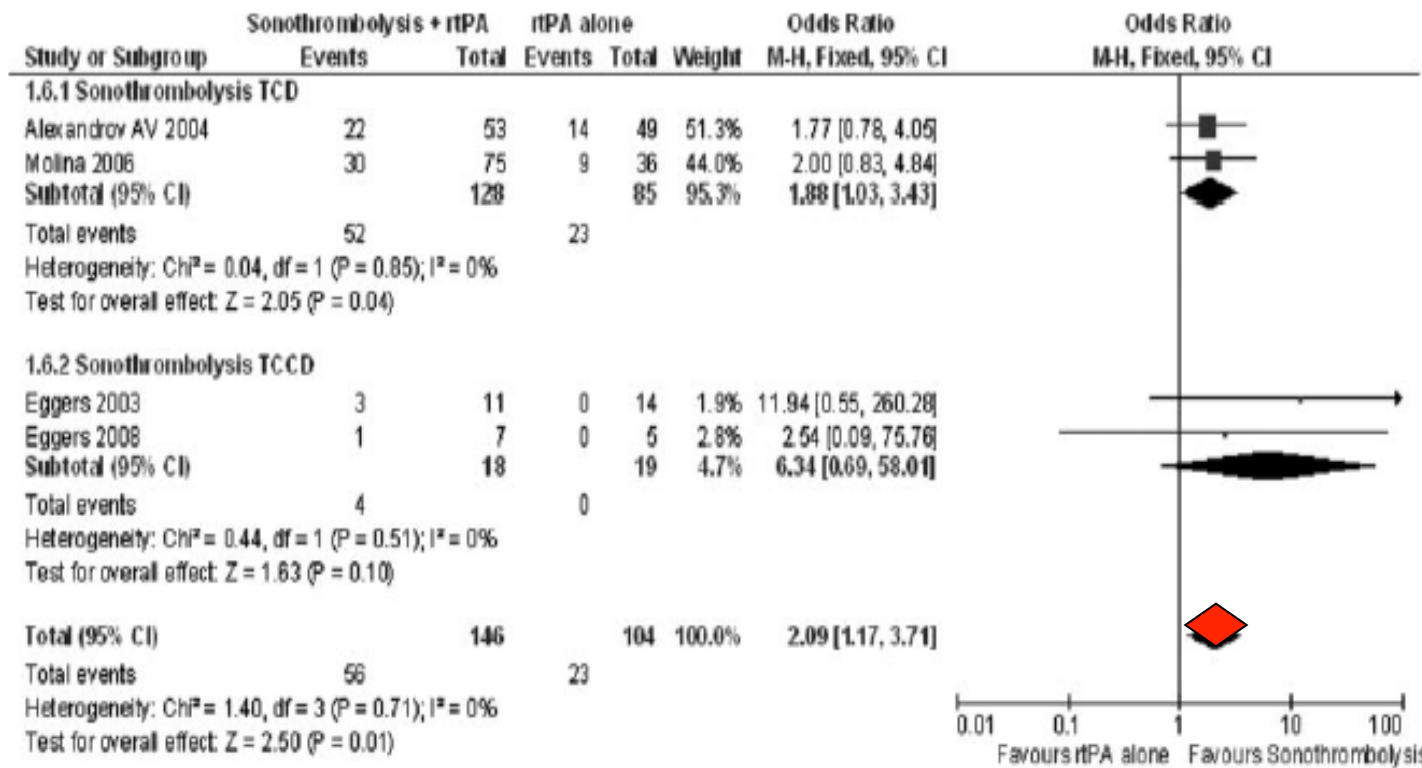 Sonothrombolysis + rtPA rtPA alone Odds Ratio Odds Ratio
Study or Subgroup Events Total Events Total Weight M-H, Fixed, 95% CI M-H, Fixed, 95% CI
1.6.1 Sonothrombolysis TCD
Alexandrov AV 2004 22 53 14 49 51.3% 1.77 [0.78, 4.05]
Molina 2006 30 75 9 36 44.0% 2.00 [0.83, 4.84]
Subtotal (95% CI) 128 85 95.3% 1.88 [1.03, 3.43]
Total events 52 23
Heterogeneity: Chi² = 0.04, df = 1 (P = 0.85); I² = 0%
Test for overall effect: Z = 2.05 (P = 0.04)
1.6.2 Sonothrombolysis TCCD
Eggers 2003 3 11 0 14 1.9% 11.94 [0.55, 260.28]
Eggers 2008 1 7 0 5 2.8% 2.54 [0.09, 75.76]
Subtotal (95% CI) 18 19 4.7% 6.34 [0.69, 58.01]
Total events 4 0
Heterogeneity: Chi² = 0.44, df = 1 (P = 0.51); I² = 0%
Test for overall effect: Z = 1.63 (P = 0.10)
Total (95% CI) 146 104 100.0% 2.09 [1.17, 3.71]
Total events 56 23
Heterogeneity: Chi² = 1.40, df = 3 (P = 0.71); I² = 0%
Test for overall effect: Z = 2.50 (P = 0.01)
0.01 0.1 1 10 100
Favours rtPA alone Favours Sonothrombolysis